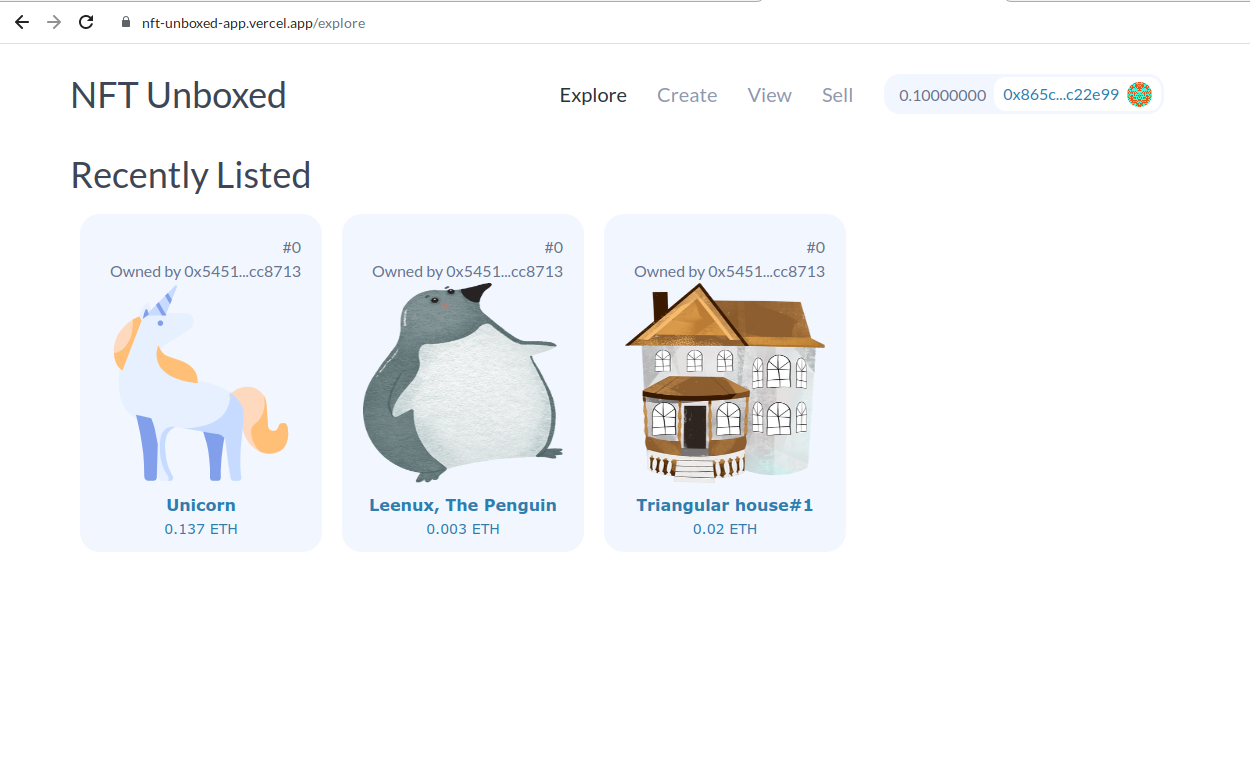 nft-unboxed-app.vercel.app/explore
NFT Unboxed
Explore
Create
View
Sell
0.10000000
0x865c...c22e99
Recently Listed
#0
Owned by 0x5451...cc8713
Unicorn
0.137 ETH
#0
Owned by 0x5451...cc8713
Leenux, The Penguin
0.003 ETH
#0
Owned by 0x5451...cc8713
Triangular house#1
0.02 ETH